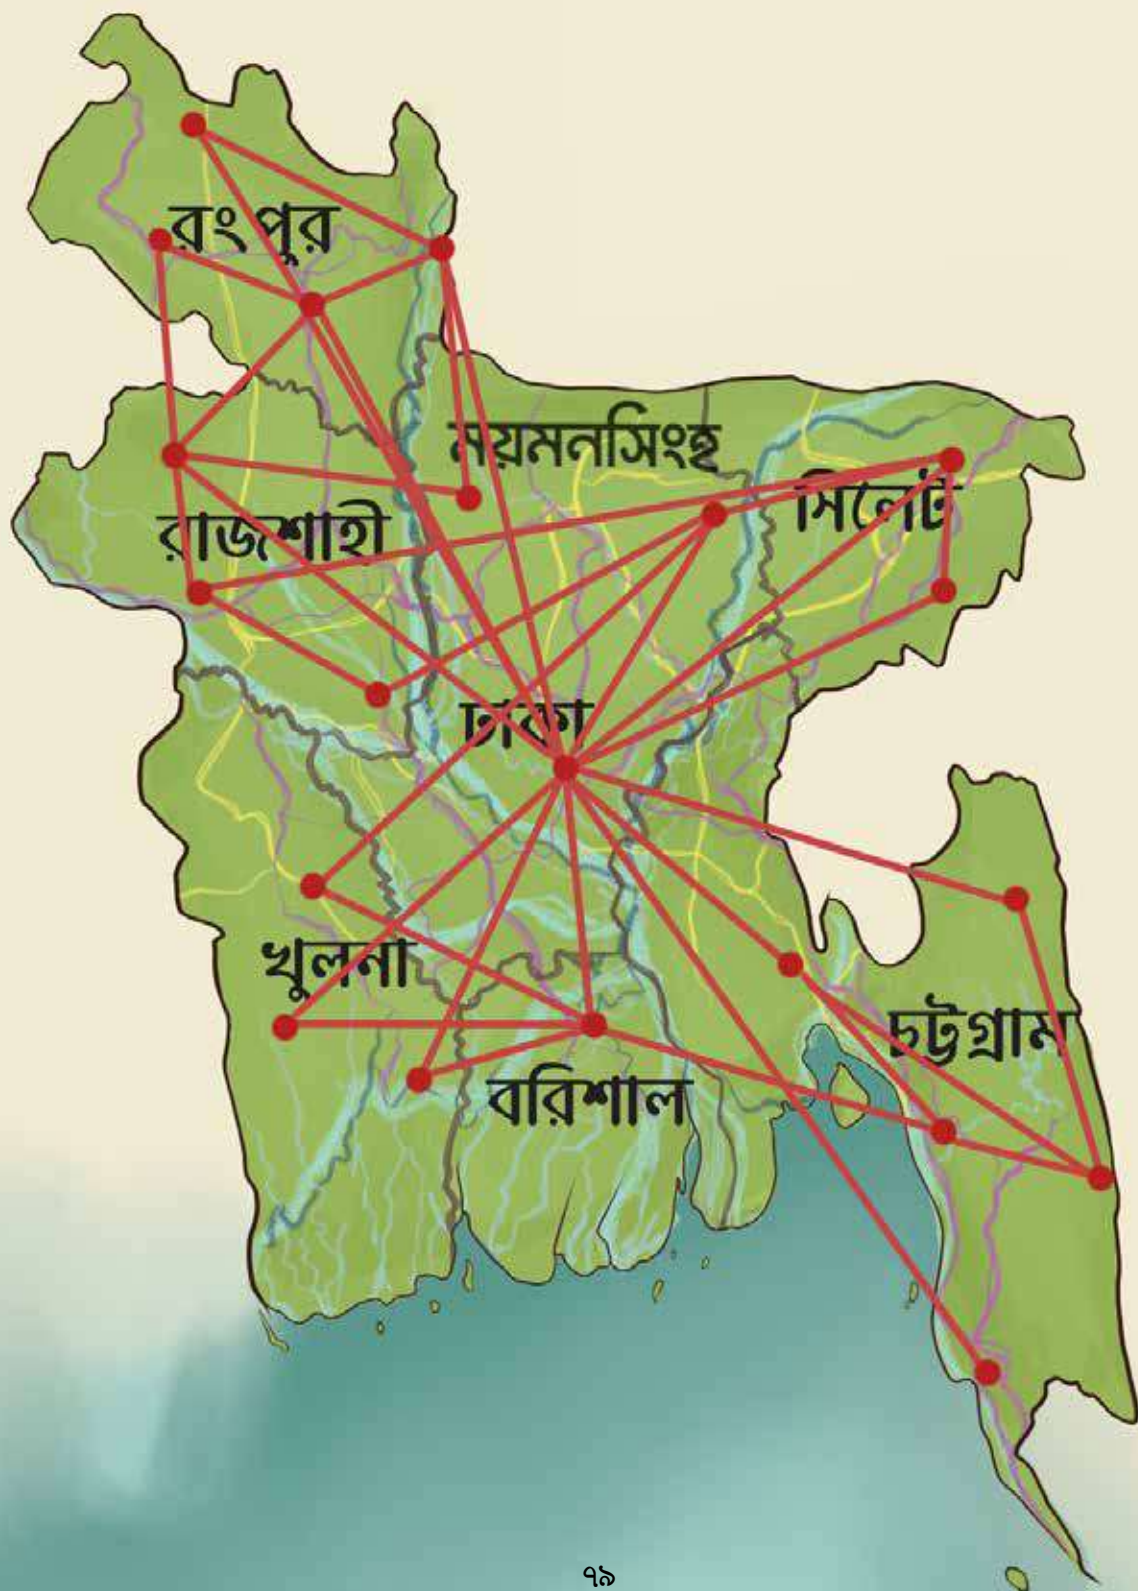 রংপুর
ময়মনসিংহ
সিলেট
রাজশাহী
ঢাকা
খুলনা
চট্টগ্রাম
বরিশাল
৭৯